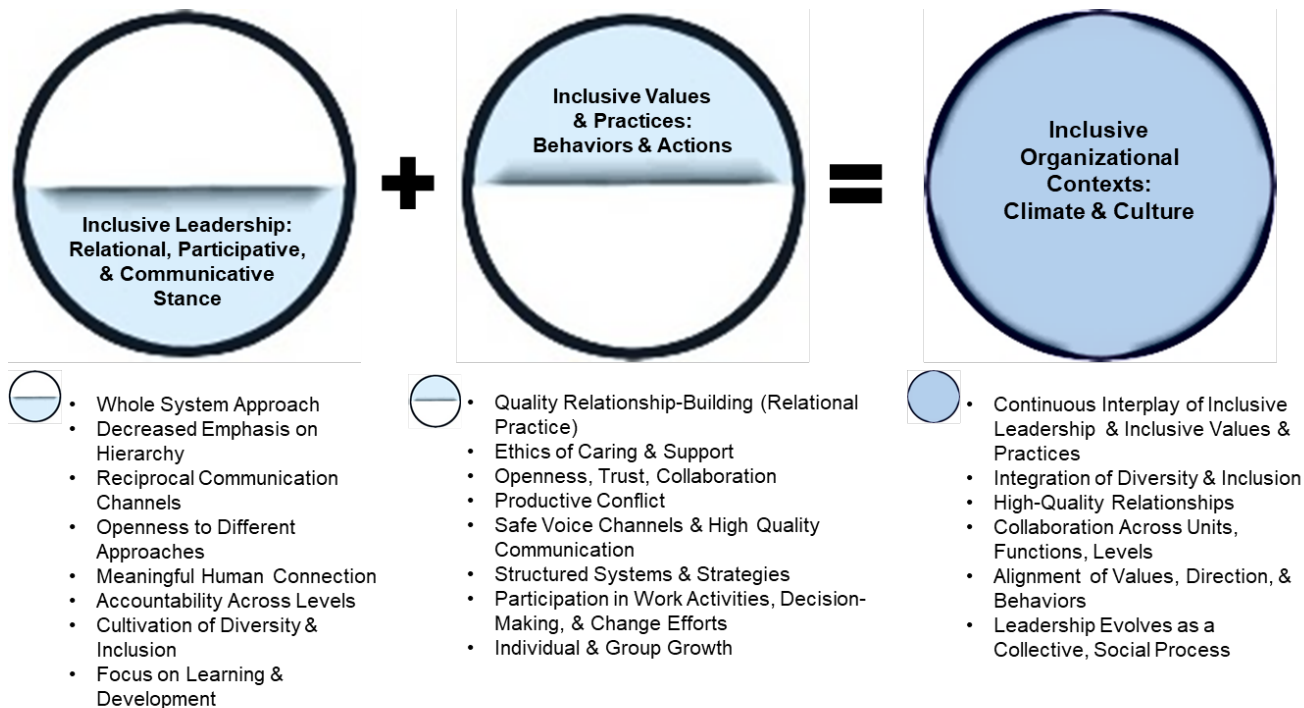 Inclusive Leadership:
Relational, Participative,
& Communicative
Stance
+
Inclusive Values
& Practices:
Behaviors & Actions
=
Inclusive
Organizational
Contexts:
Climate & Culture
• Whole System Approach
• Decreased Emphasis on
Hierarchy
• Reciprocal Communication
Channels
• Openness to Different
Approaches
• Meaningful Human Connection
• Accountability Across Levels
• Cultivation of Diversity &
Inclusion
• Focus on Learning &
Development
• Quality Relationship-Building (Relational
Practice)
• Ethics of Caring & Support
• Openness, Trust, Collaboration
• Productive Conflict
• Safe Voice Channels & High Quality
Communication
• Structured Systems & Strategies
• Participation in Work Activities, Decision-
Making, & Change Efforts
• Individual & Group Growth
• Continuous Interplay of Inclusive
Leadership & Inclusive Values &
Practices
• Integration of Diversity & Inclusion
• High-Quality Relationships
• Collaboration Across Units,
Functions, Levels
• Alignment of Values, Direction, &
Behaviors
• Leadership Evolves as a
Collective, Social Process